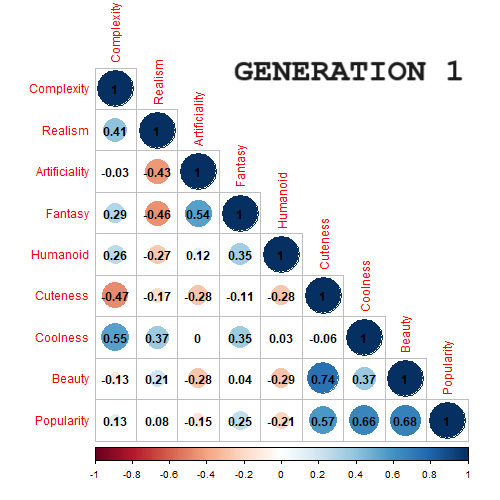 GENERATION 1
Complexity
Realism
Artificiality
Fantasy
Humanoid
Cuteness
Coolness
Beauty
Popularity
Complexity 1
Realism 0.41 1
Artificiality -0.03 -0.43 1
Fantasy 0.29 -0.46 0.54 1
Humanoid 0.26 -0.27 0.12 0.35 1
Cuteness -0.47 -0.17 -0.28 -0.11 -0.28 1
Coolness 0.55 0.37 0 0.35 0.03 -0.06 1
Beauty -0.13 0.21 -0.28 0.04 -0.29 0.74 0.37 1
Popularity 0.13 0.08 -0.15 0.25 -0.21 0.57 0.66 0.68 1
-1 -0.8 -0.6 -0.4 -0.2 0 0.2 0.4 0.6 0.8 1